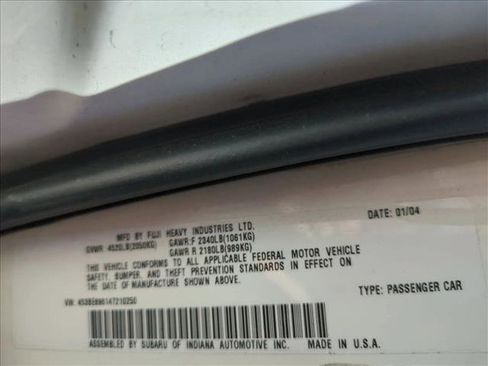 MFD BY FUJI HEAVY INDUSTRIES LTD. DATE: 01/04
GVWR 4520LB(2050KG) GAWR:F 2340LB(1061KG)
GAWR R 2180LB(989KG)
THIS VEHICLE CONFORMS TO ALL APPLICABLE FEDERAL MOTOR VEHICLE
SAFETY, BUMPER, AND THEFT PREVENTION STANDARDS IN EFFECT ON
THE DATE OF MANUFACTURE SHOWN ABOVE.
VIN: TYPE: PASSENGER CAR
ASSEMBLED BY SUBARU OF INDIANA AUTOMOTIVE INC. MADE IN U.S.A.